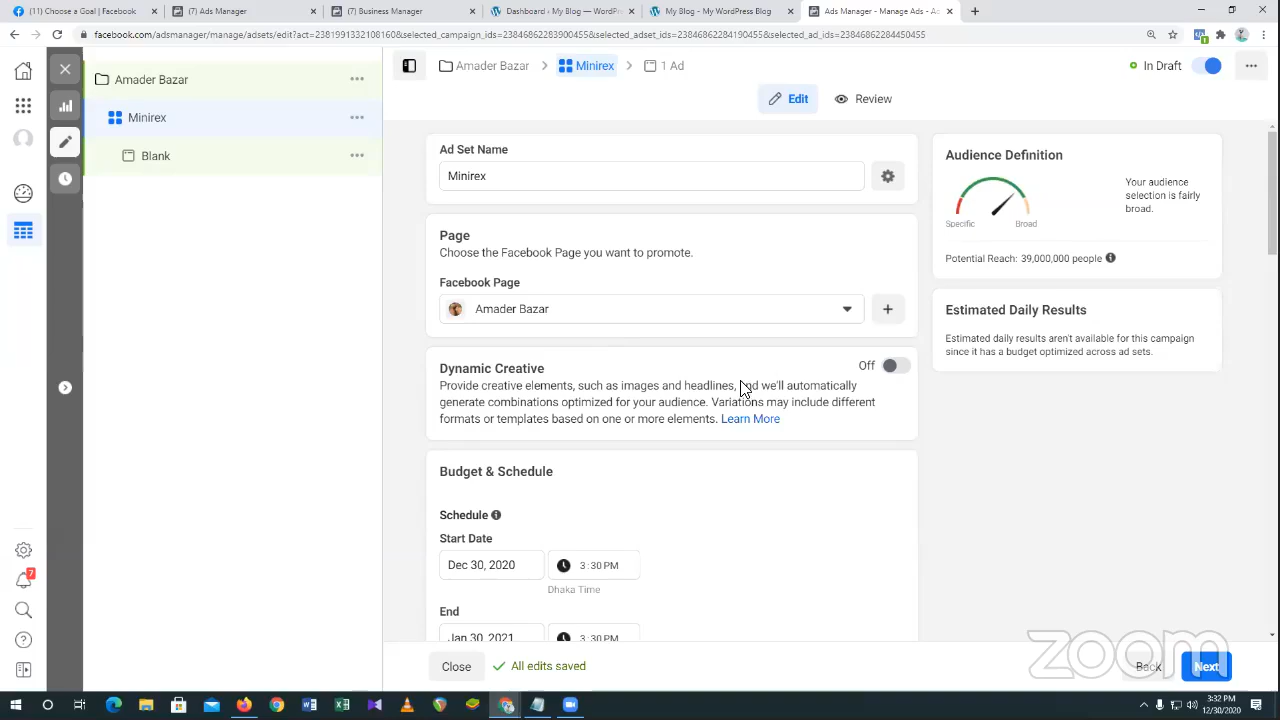 (11) Choose a Goal | Facebook
(7) Ads Manager
(7) Business Manager
Dashboard ‹ My Blog — WordPr
My Blog – My WordPress Blog
Ads Manager - Manage Ads - Ac
facebook.com/adsmanager/manage/adsets/edit?act=2381991332108160&selected_campaign_ids=23846862283900455&selected_adset_ids=23846862284190455&selected_ad_ids=23846862284450455
Amader Bazar
Minirex
Blank
Amader Bazar
Minirex
1 Ad
In Draft
Edit
Review
Ad Set Name
Minirex
Page
Choose the Facebook Page you want to promote.
Facebook Page
Amader Bazar
Dynamic Creative
Off
Provide creative elements, such as images and headlines, and we'll automatically
generate combinations optimized for your audience. Variations may include different
formats or templates based on one or more elements. Learn More
Budget & Schedule
Schedule
Start Date
Dec 30, 2020
3:30 PM
Dhaka Time
End
Jan 30, 2021
3:30 PM
Audience Definition
Your audience
selection is fairly
broad.
Specific
Broad
Potential Reach: 39,000,000 people
Estimated Daily Results
Estimated daily results aren't available for this campaign
since it has a budget optimized across ad sets.
Close
All edits saved
Back
Next
zoom
7
3:32 PM
12/30/2020